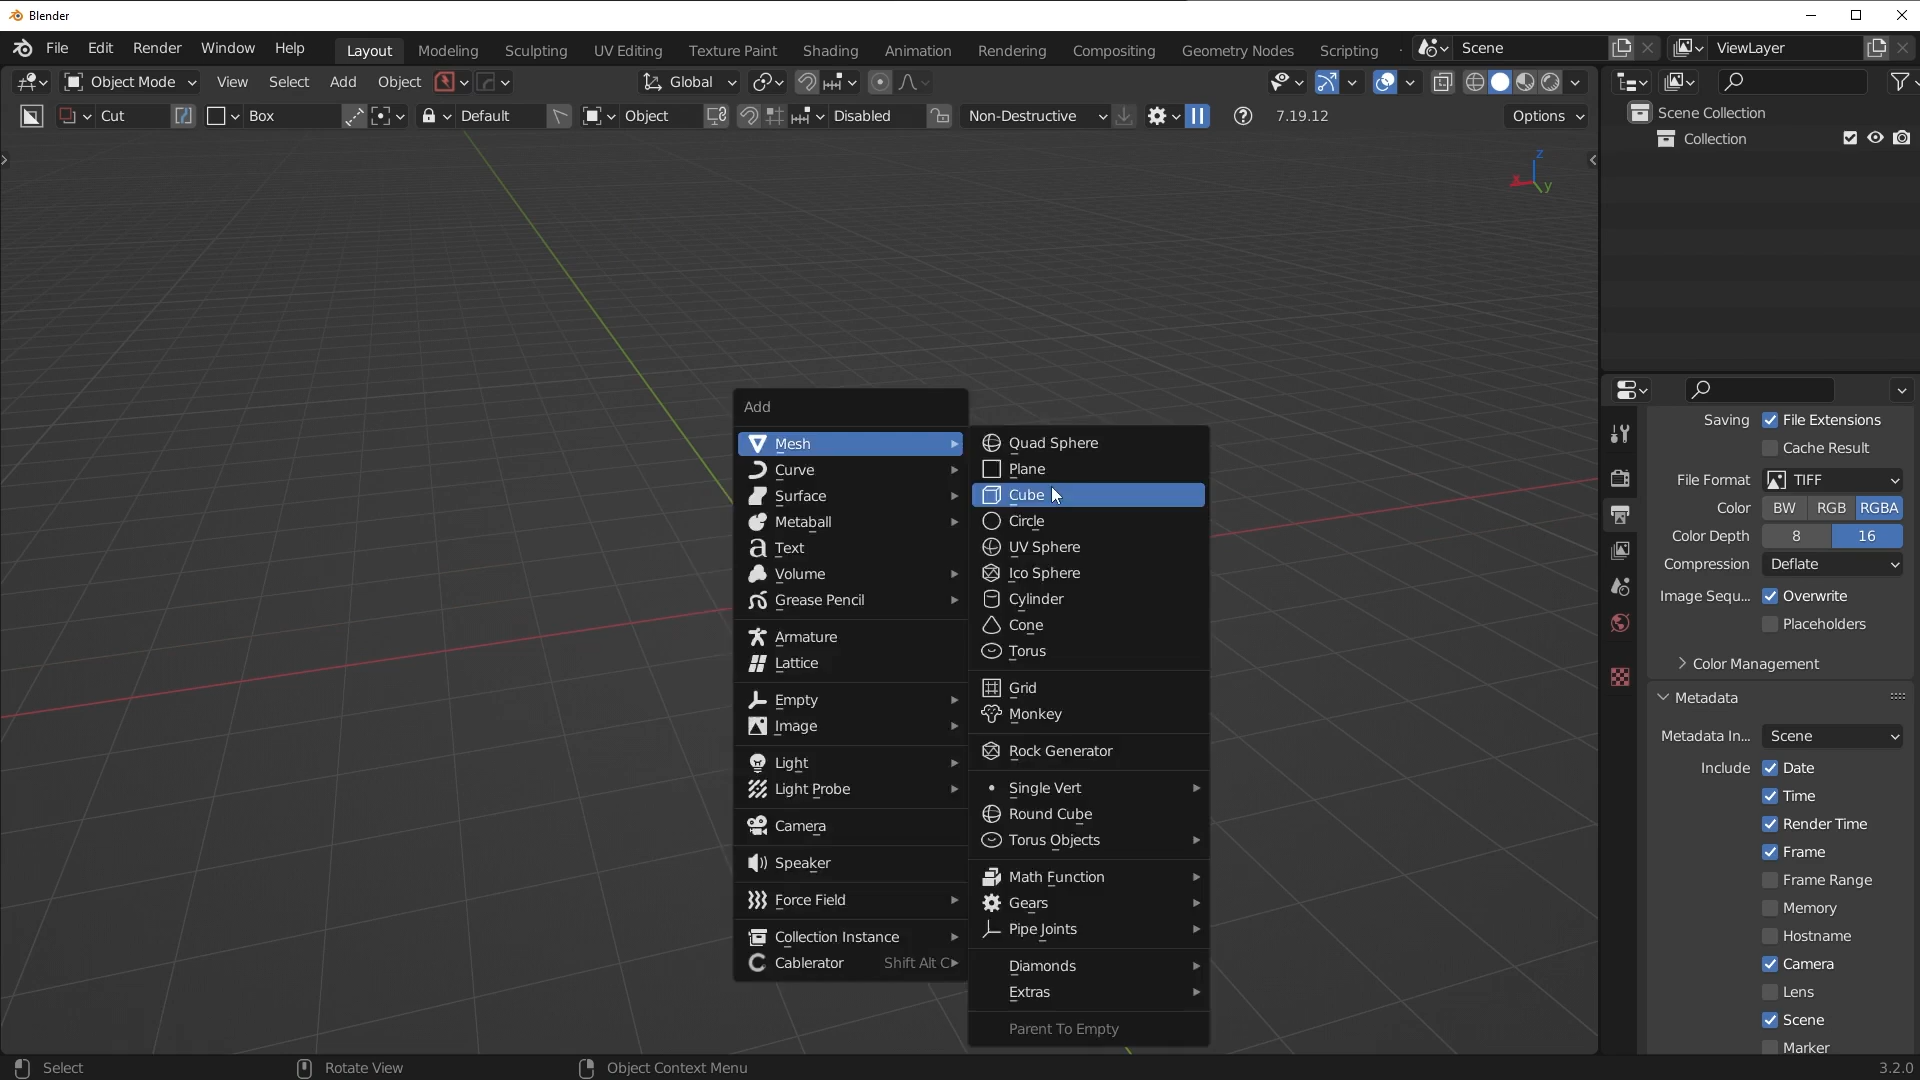 Blender
File Edit Render Window Help Layout Modeling Sculpting UV Editing Texture Paint Shading Animation Rendering Compositing Geometry Nodes Scripting Scene ViewLayer
Object Mode View Select Add Object Global
Cut Box Default Object Disabled Non-Destructive 7.19.12 Options
Scene Collection
Collection
z
x
y
Add
Mesh
Curve
Surface
Metaball
Text
Volume
Grease Pencil
Armature
Lattice
Empty
Image
Light
Light Probe
Camera
Speaker
Force Field
Collection Instance
Cablerator Shift Alt C
Quad Sphere
Plane
Cube
Circle
UV Sphere
Ico Sphere
Cylinder
Cone
Torus
Grid
Monkey
Rock Generator
Single Vert
Round Cube
Torus Objects
Math Function
Gears
Pipe Joints
Diamonds
Extras
Parent To Empty
Saving File Extensions
Cache Result
File Format TIFF
Color BW RGB RGBA
Color Depth 8 16
Compression Deflate
Image Sequ... Overwrite
Placeholders
Color Management
Metadata
Metadata In... Scene
Include Date
Time
Render Time
Frame
Frame Range
Memory
Hostname
Camera
Lens
Scene
Marker
Select Rotate View Object Context Menu 3.2.0